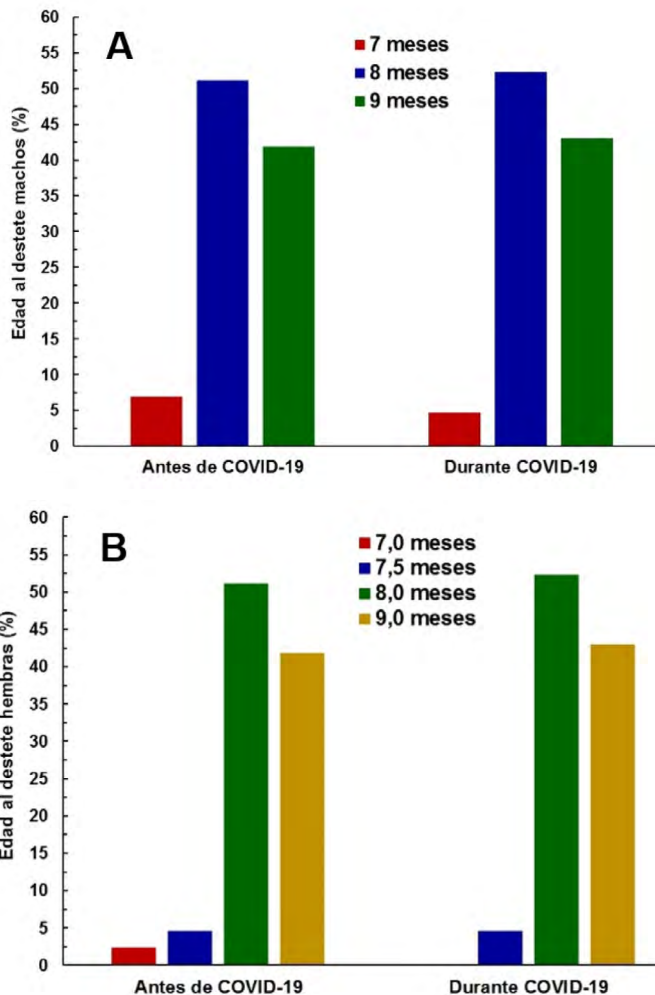 A
7 meses
8 meses
9 meses
Edad al destete machos (%)
60
55
50
45
40
35
30
25
20
15
10
5
0
Antes de COVID-19
Durante COVID-19
B
7,0 meses
7,5 meses
8,0 meses
9,0 meses
Edad al destete hembras (%)
60
55
50
45
40
35
30
25
20
15
10
5
0
Antes de COVID-19
Durante COVID-19